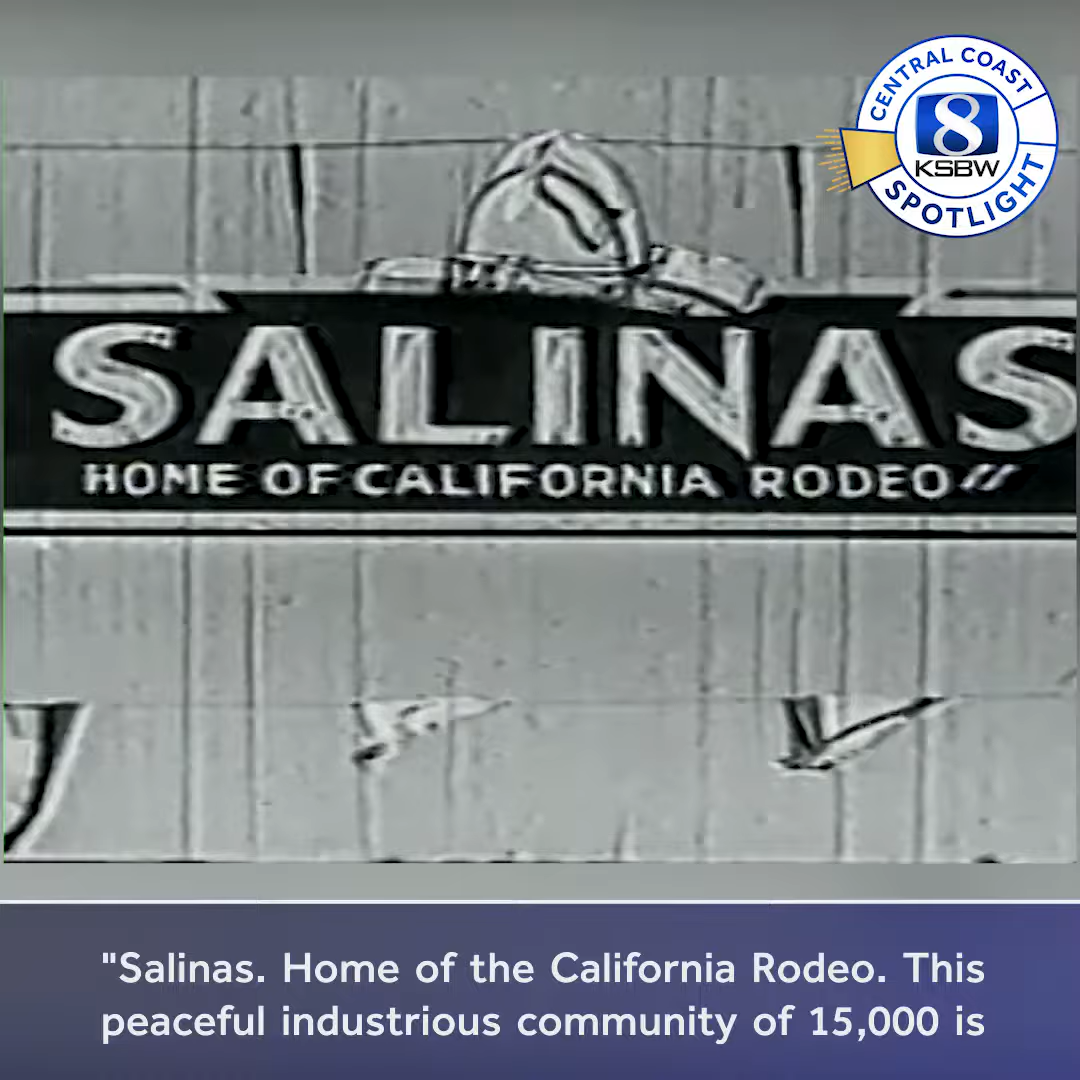 CENTRAL COAST
8
KSBW
SPOTLIGHT
SALINAS
HOME OF CALIFORNIA RODEO"
"Salinas. Home of the California Rodeo. This
peaceful industrious community of 15,000 is